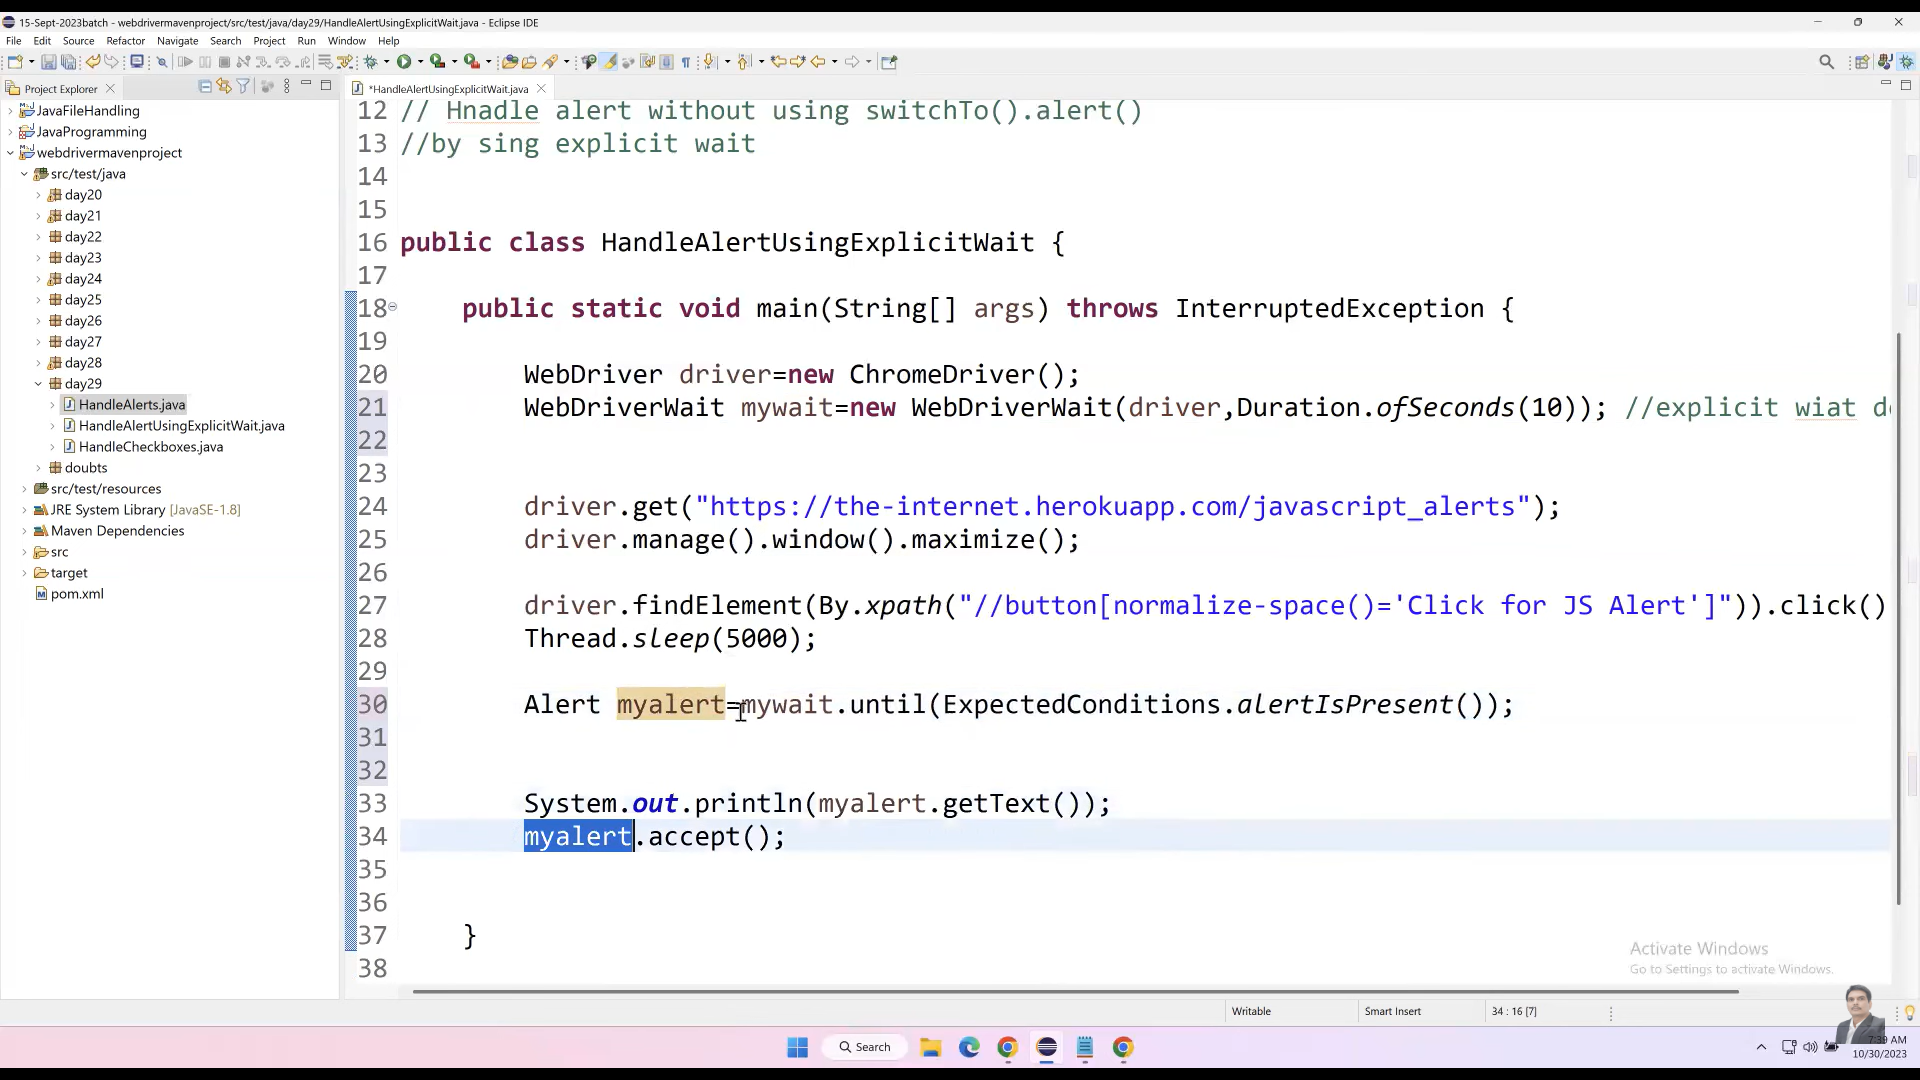 15-Sept-2023batch - webdrivermavenproject/src/test/java/day29/HandleAlertUsingExplicitWait.java - Eclipse IDE
File Edit Source Refactor Navigate Search Project Run Window Help
Project Explorer
*HandleAlertUsingExplicitWait.java
JavaFileHandling
JavaProgramming
webdrivermavenproject
src/test/java
day20
day21
day22
day23
day24
day25
day26
day27
day28
day29
HandleAlerts.java
HandleAlertUsingExplicitWait.java
HandleCheckboxes.java
doubts
src/test/resources
JRE System Library [JavaSE-1.8]
Maven Dependencies
src
target
pom.xml
12 // Hnadle alert without using switchTo().alert()
13 //by sing explicit wait
14
15
16 public class HandleAlertUsingExplicitWait {
17
18 public static void main(String[] args) throws InterruptedException {
19
20 WebDriver driver=new ChromeDriver();
21 WebDriverWait mywait=new WebDriverWait(driver,Duration.ofSeconds(10)); //explicit wiat de
22
23
24 driver.get("https://the-internet.herokuapp.com/javascript_alerts");
25 driver.manage().window().maximize();
26
27 driver.findElement(By.xpath("//button[normalize-space()='Click for JS Alert']")).click()
28 Thread.sleep(5000);
29
30 Alert myalert=mywait.until(ExpectedConditions.alertIsPresent());
31
32
33 System.out.println(myalert.getText());
34 myalert.accept();
35
36
37 }
38
Activate Windows
Go to Settings to activate Windows.
Writable Smart Insert 34 : 16 [7]
Search
7:39 AM
10/30/2023